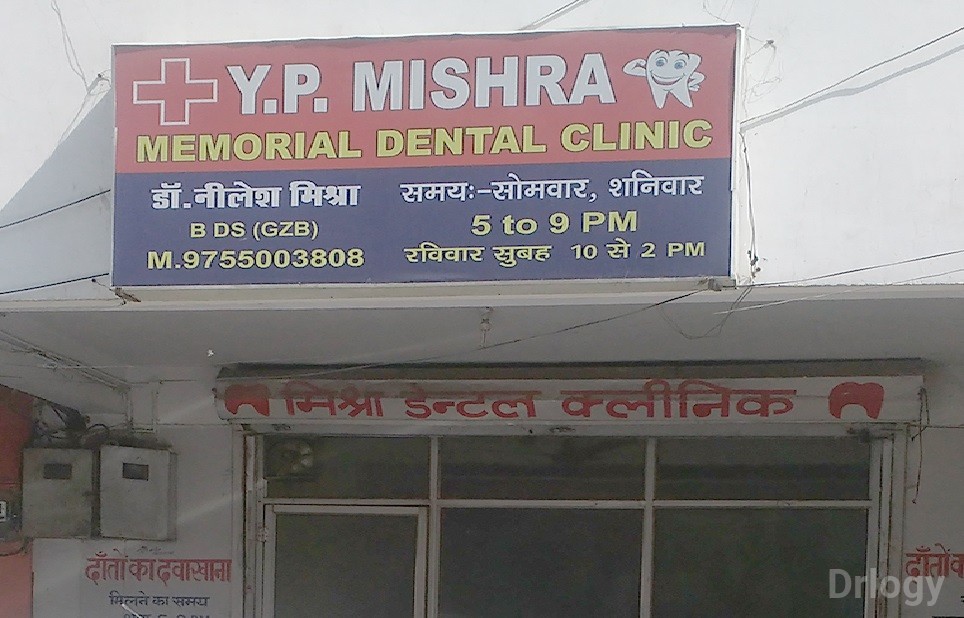 Y.P. MISHRA
MEMORIAL DENTAL CLINIC
डॉ.नीलेश मिश्रा
B DS (GZB)
M.9755003808
समयः-सोमवार, शनिवार
5 to 9 PM
रविवार सुबह 10 से 2 PM
मिश्रा डेन्टल क्लीनिक
दाँतों का दवाखाना
मिलने का समय
Drlogy